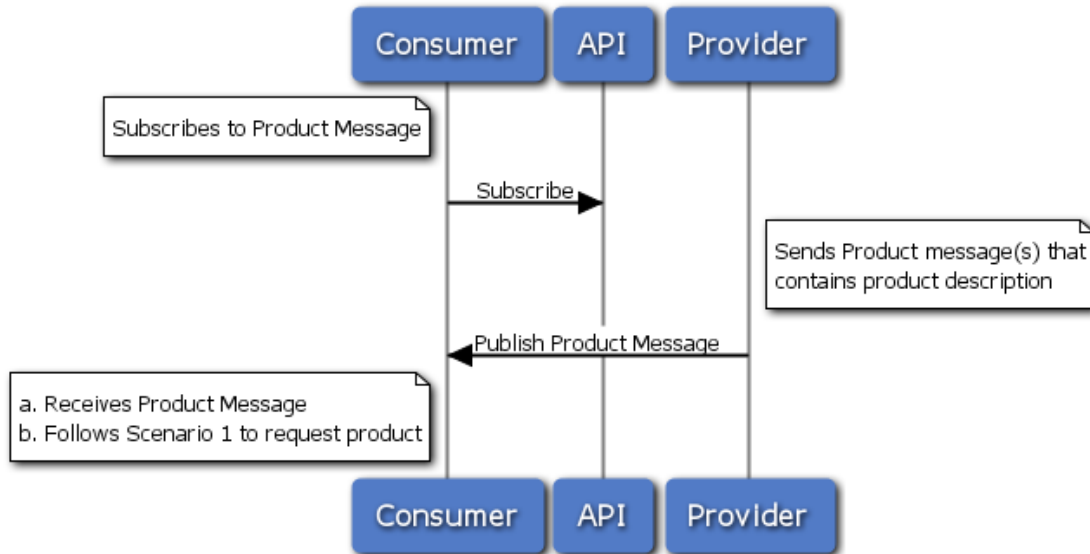 Consumer
API
Provider
Subscribes to Product Message
Subscribe
Sends Product message(s) that
contains product description
Publish Product Message
a. Receives Product Message
b. Follows Scenario 1 to request product
Consumer
API
Provider